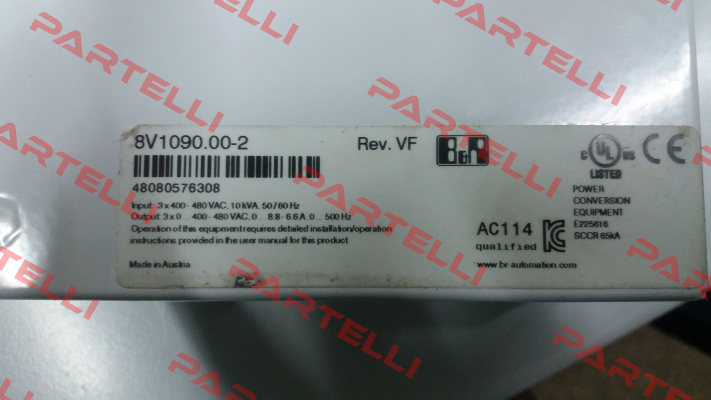 8V1090.00-2 Rev. VF B&R
48080576308
Input: 3 x 400 - 480 VAC, 10 kVA, 50 / 60 Hz
Output: 3 x 0 ... 400 - 480 VAC, 0 ... 8.8 - 6.6 A, 0 ... 500 Hz
Operation of this equipment requires detailed installation/operation
instructions provided in the user manual for this product.
Made in Austria
AC114
qualified
www.br-automation.com
C UL US CE
LISTED
POWER
CONVERSION
EQUIPMENT
E225616
SCCR 65kA
PARTELLI
PARTELLI
PARTELLI
PARTELLI
PARTELLI
PARTELLI
PARTELLI
PARTELLI